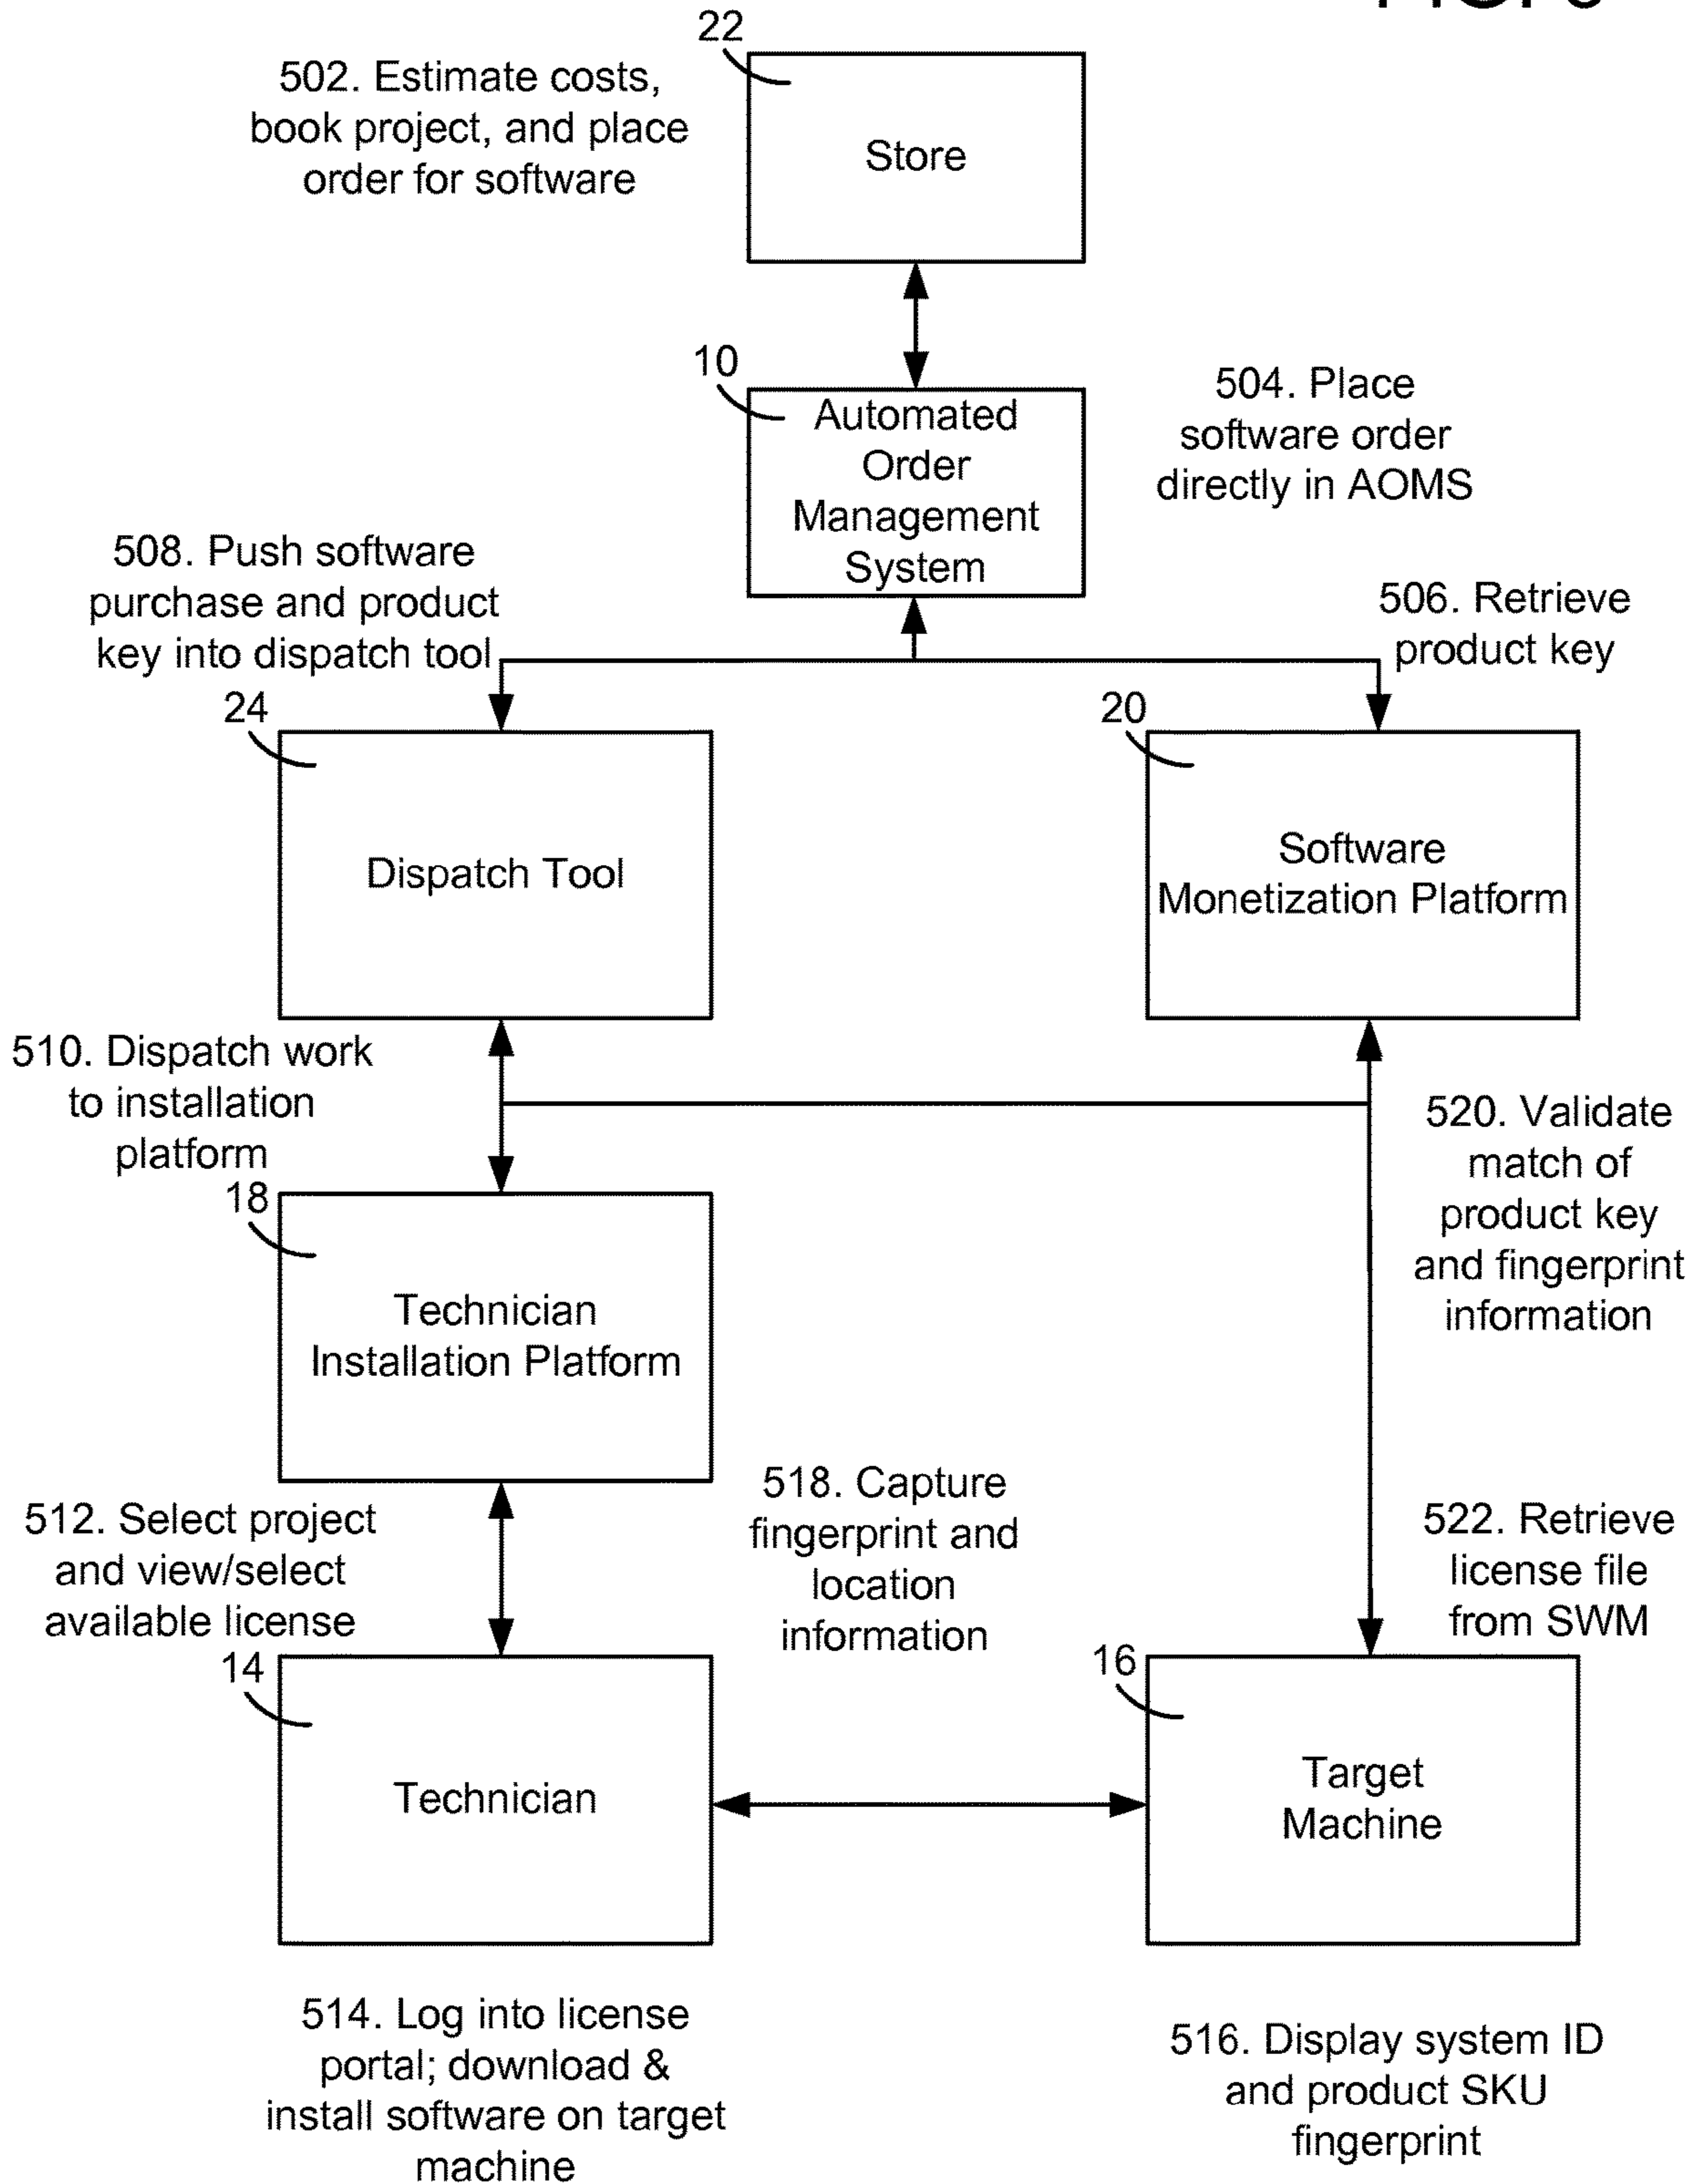 22
502. Estimate costs,
book project, and place
order for software
Store
10
Automated
Order
Management
System
504. Place
software order
directly in AOMS
508. Push software
purchase and product
key into dispatch tool
506. Retrieve
product key
24
Dispatch Tool
20
Software
Monetization Platform
510. Dispatch work
to installation
platform
520. Validate
match of
product key
and fingerprint
information
18
Technician
Installation Platform
512. Select project
and view/select
available license
518. Capture
fingerprint and
location
information
522. Retrieve
license file
from SWM
14
Technician
16
Target
Machine
514. Log into license
portal; download &
install software on target
machine
516. Display system ID
and product SKU
fingerprint